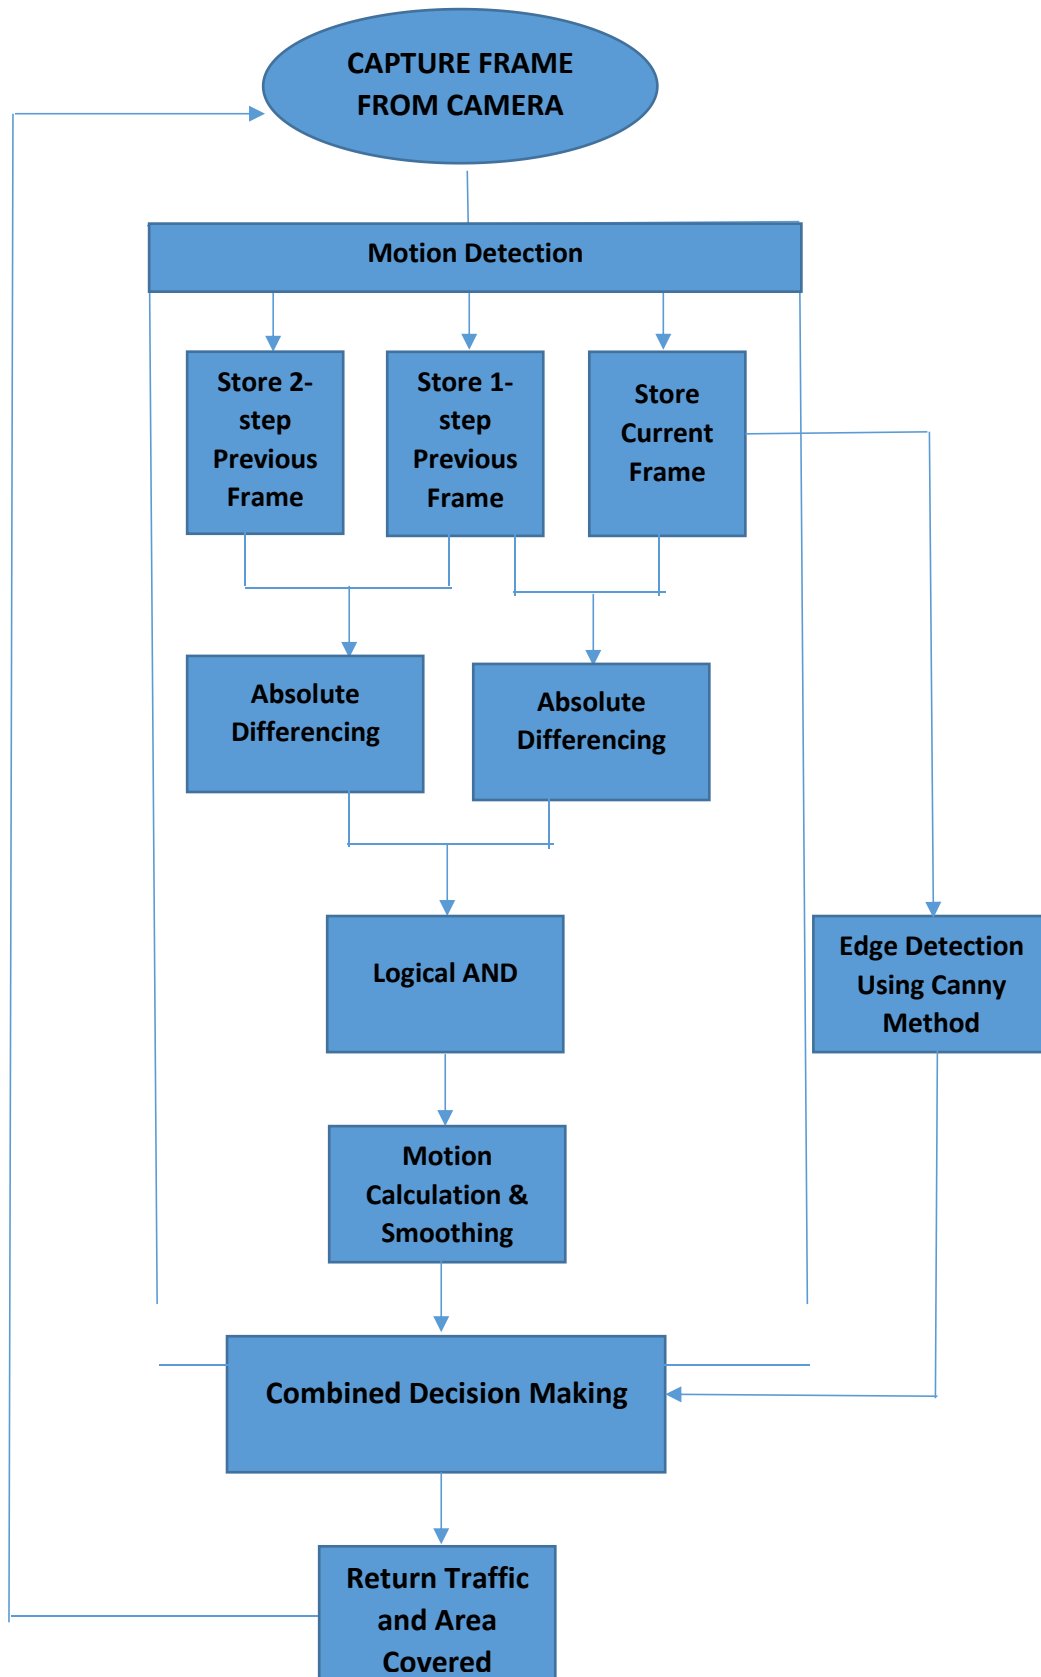 CAPTURE FRAME
FROM CAMERA
Motion Detection
Store 2-
step
Previous
Frame
Store 1-
step
Previous
Frame
Store
Current
Frame
Absolute
Differencing
Absolute
Differencing
Logical AND
Edge Detection
Using Canny
Method
Motion
Calculation &
Smoothing
Combined Decision Making
Return Traffic
and Area
Covered